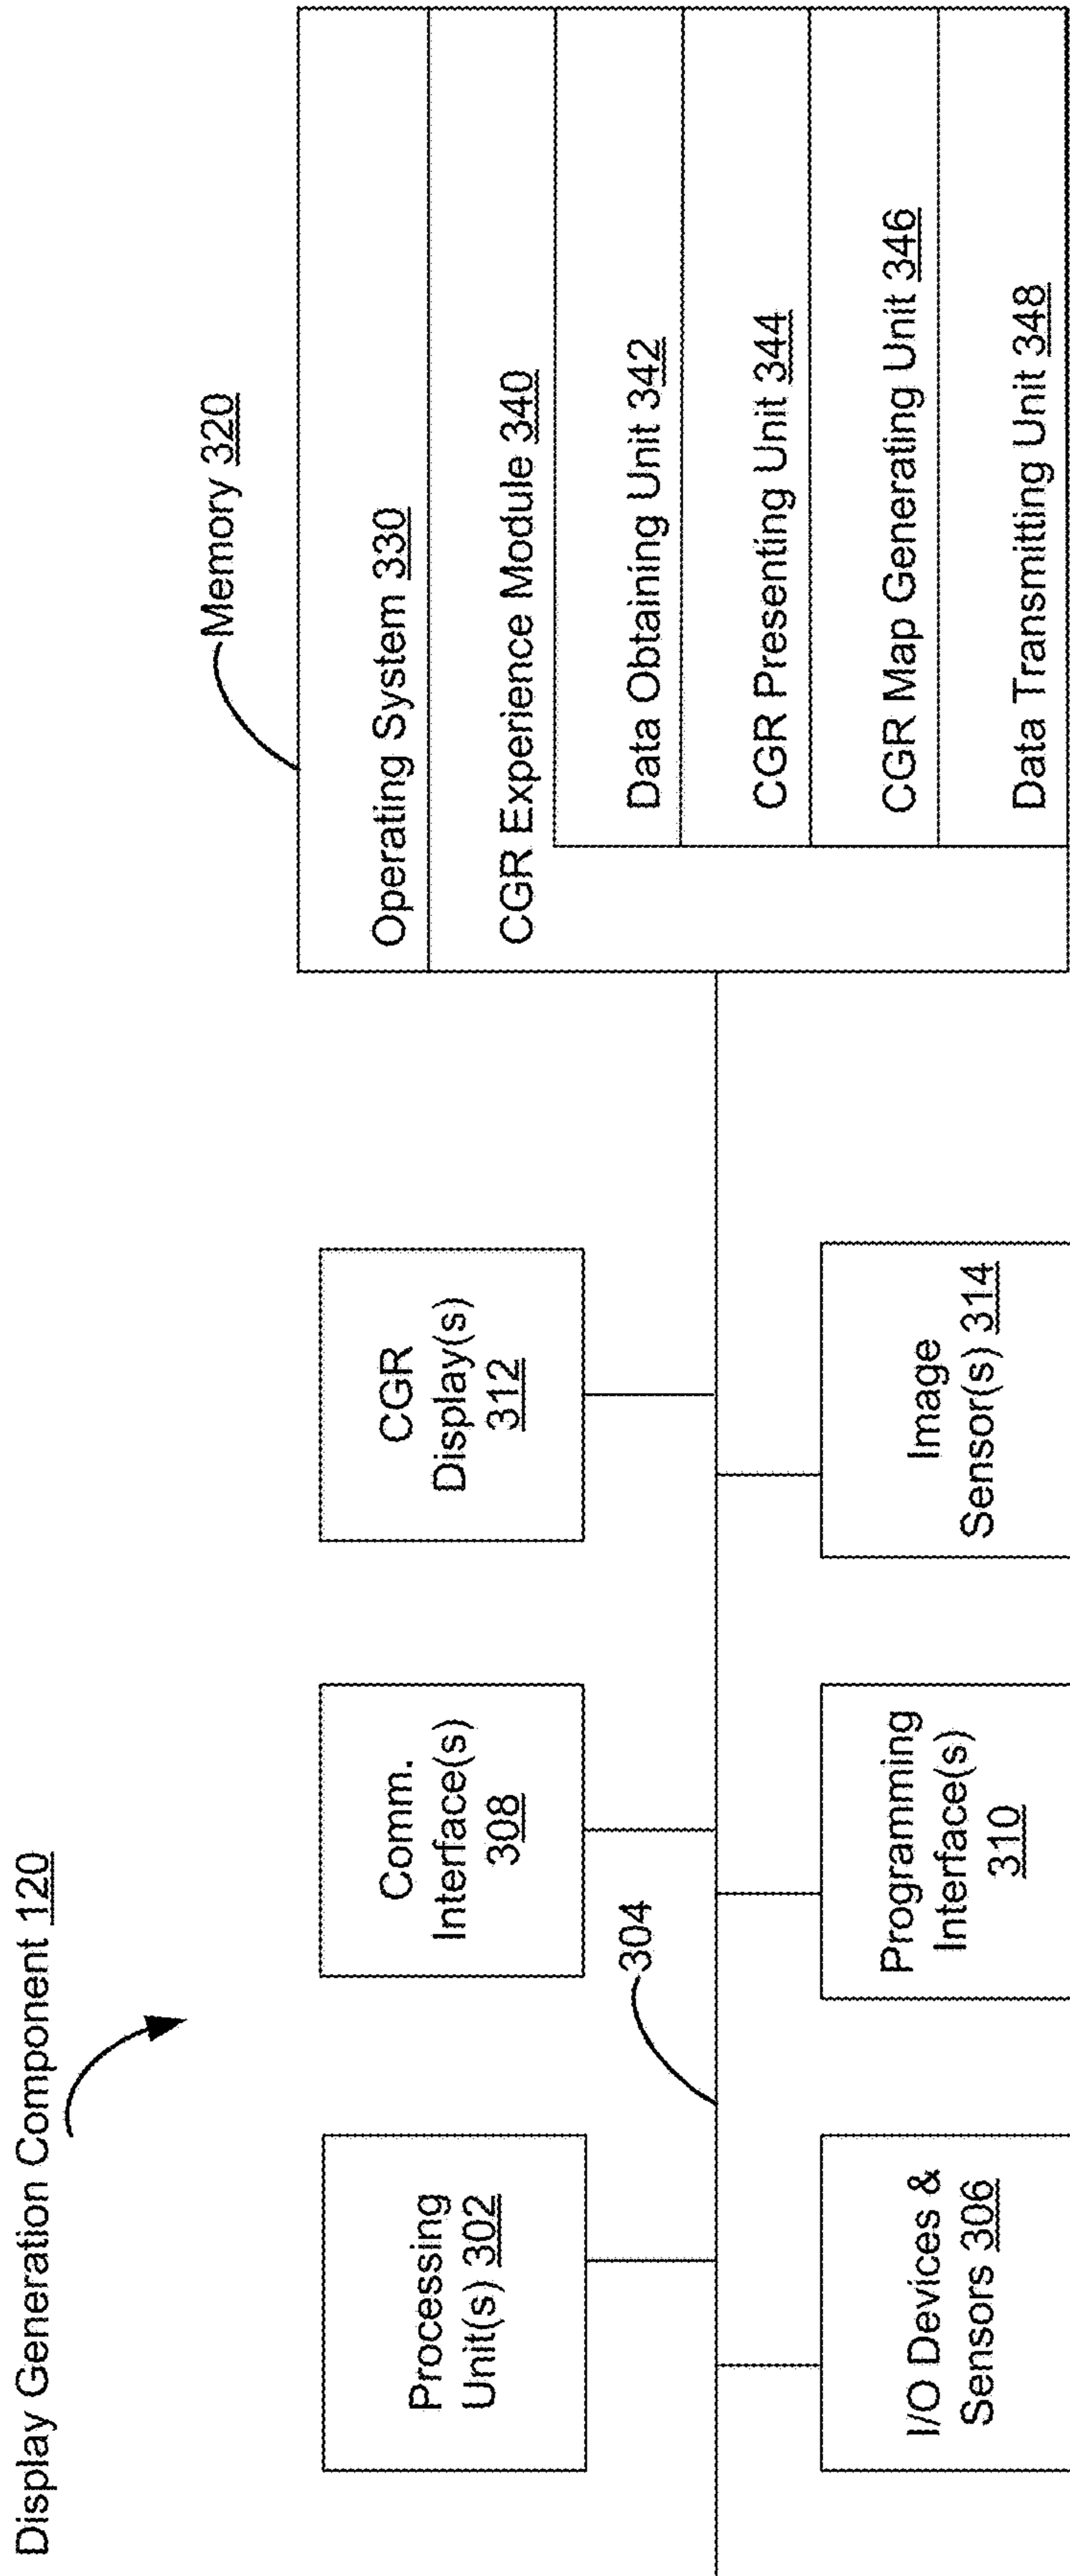 Display Generation Component 120
Memory 320
Processing
Unit(s) 302
Comm.
Interface(s)
308
CGR
Display(s)
312
304
I/O Devices &
Sensors 306
Programming
Interface(s)
310
Image
Sensor(s) 314
Operating System 330
CGR Experience Module 340
Data Obtaining Unit 342
CGR Presenting Unit 344
CGR Map Generating Unit 346
Data Transmitting Unit 348